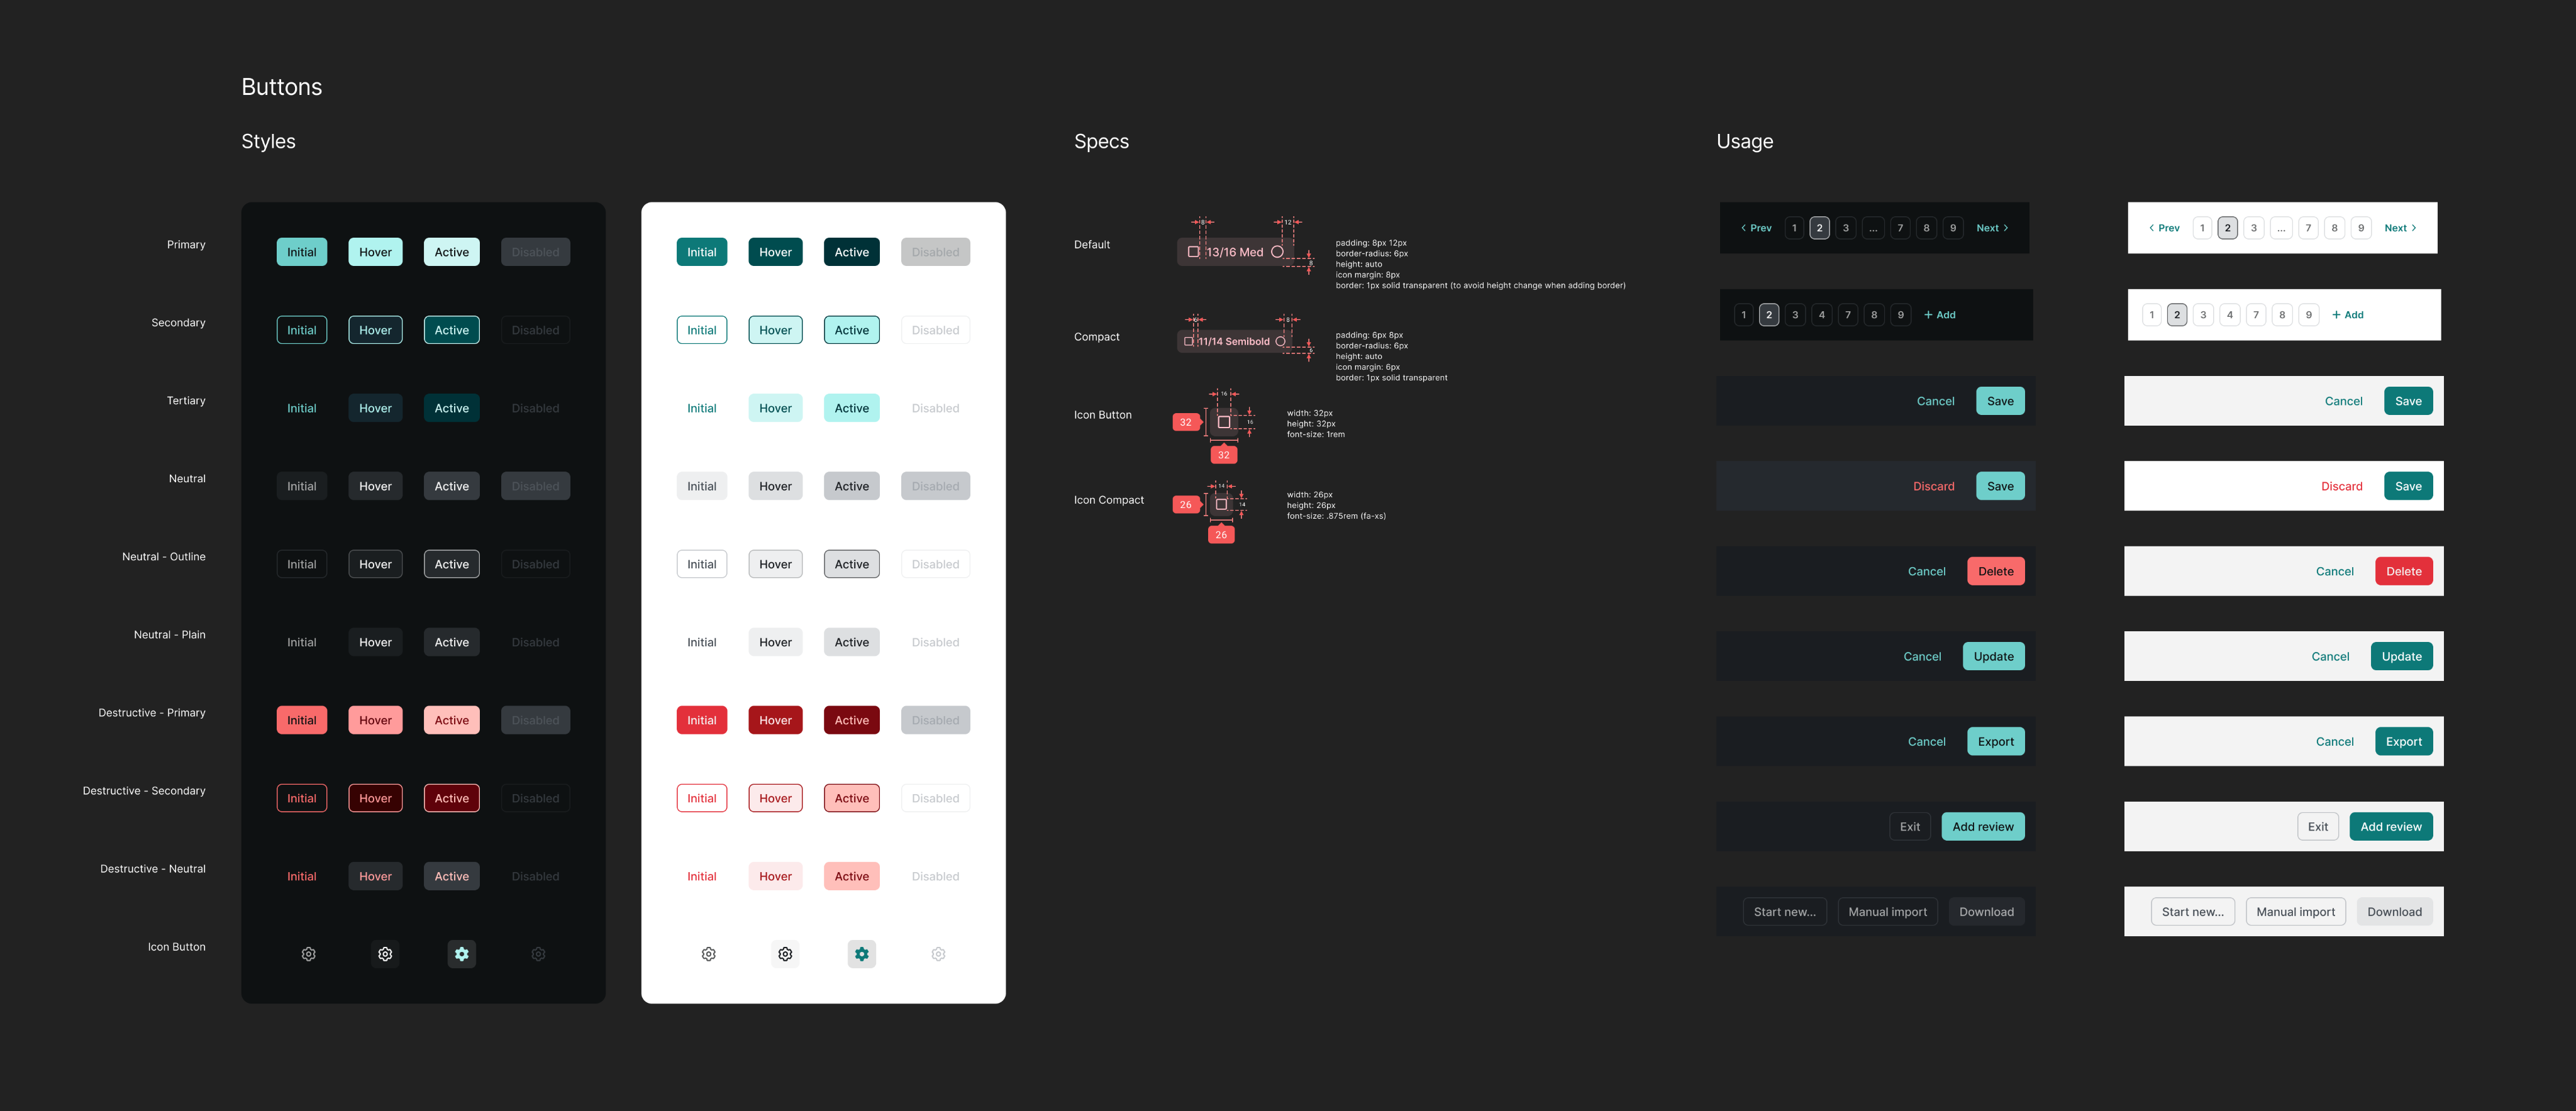 Buttons
Styles
Specs
Usage
Primary
Initial Hover Active Disabled
Initial Hover Active Disabled
Secondary
Initial Hover Active Disabled
Initial Hover Active Disabled
Tertiary
Initial Hover Active Disabled
Initial Hover Active Disabled
Neutral
Initial Hover Active Disabled
Initial Hover Active Disabled
Neutral - Outline
Initial Hover Active Disabled
Initial Hover Active Disabled
Neutral - Plain
Initial Hover Active Disabled
Initial Hover Active Disabled
Destructive - Primary
Initial Hover Active Disabled
Initial Hover Active Disabled
Destructive - Secondary
Initial Hover Active Disabled
Initial Hover Active Disabled
Destructive - Neutral
Initial Hover Active Disabled
Initial Hover Active Disabled
Icon Button
Default
8
12
13/16 Med
8
padding: 8px 12px
border-radius: 6px
height: auto
icon margin: 8px
border: 1px solid transparent (to avoid height change when adding border)
Compact
6
8
11/14 Semibold
6
padding: 6px 8px
border-radius: 6px
height: auto
icon margin: 6px
border: 1px solid transparent
Icon Button
16
32
16
32
width: 32px
height: 32px
font-size: 1rem
Icon Compact
14
26
14
26
width: 26px
height: 26px
font-size: .875rem (fa-xs)
Prev 1 2 3 ... 7 8 9 Next
Prev 1 2 3 ... 7 8 9 Next
1 2 3 4 7 8 9 + Add
1 2 3 4 7 8 9 + Add
Cancel Save
Cancel Save
Discard Save
Discard Save
Cancel Delete
Cancel Delete
Cancel Update
Cancel Update
Cancel Export
Cancel Export
Exit Add review
Exit Add review
Start new... Manual import Download
Start new... Manual import Download